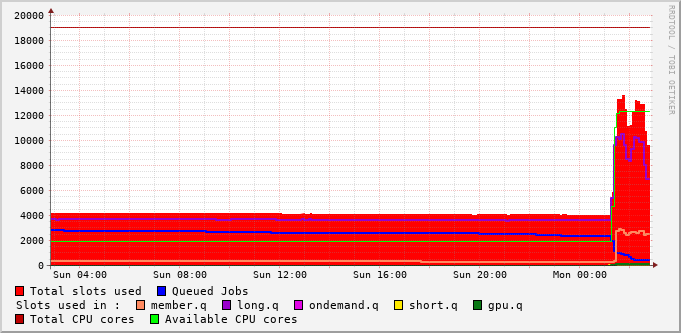 20000
18000
16000
14000
12000
10000
8000
6000
4000
2000
0
Sun 04:00 Sun 08:00 Sun 12:00 Sun 16:00 Sun 20:00 Mon 00:00
RRDTOOL / TOBI OETIKER
Total slots used Queued Jobs
Slots used in : member.q long.q ondemand.q short.q gpu.q
Total CPU cores Available CPU cores